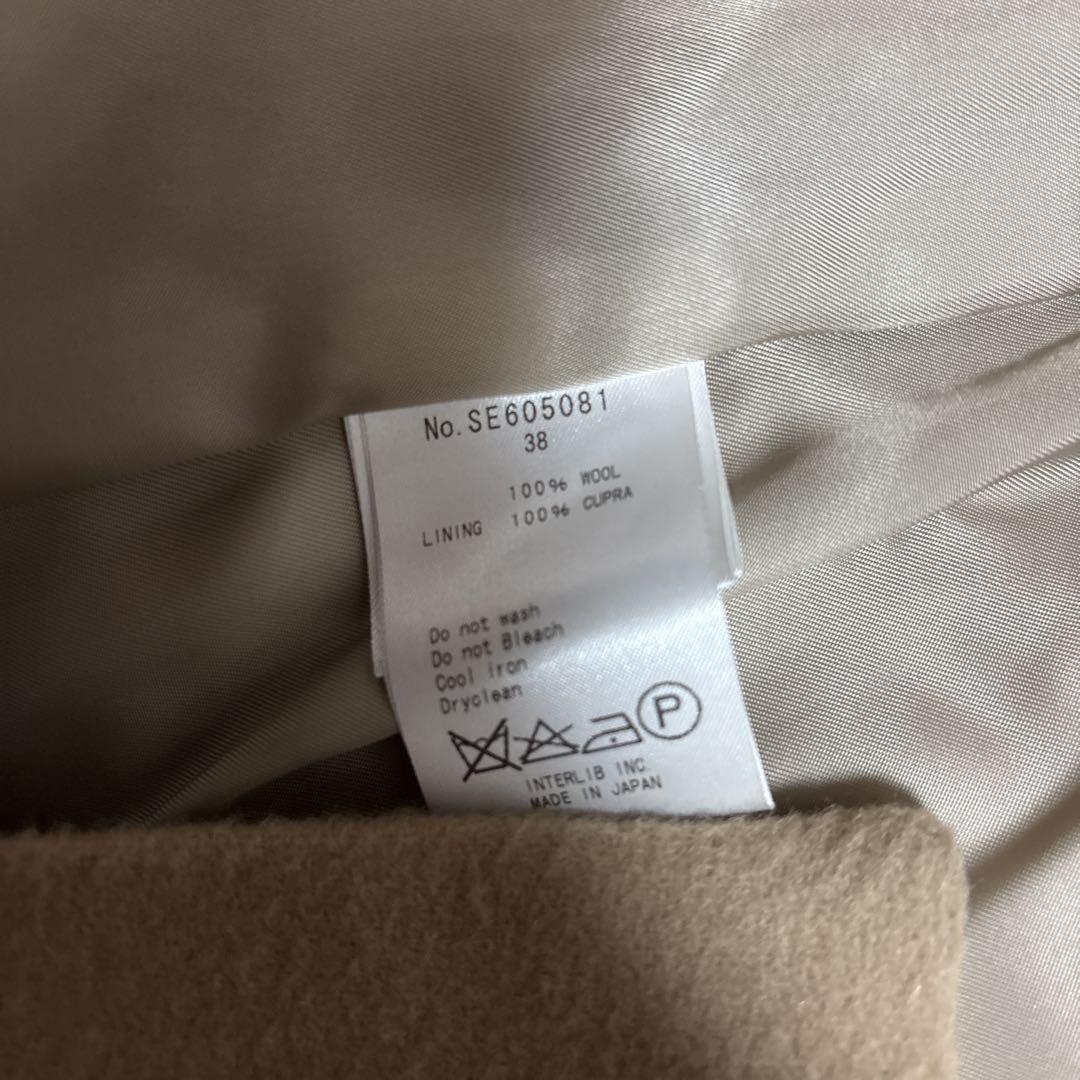 No. SE605081
38
100% WOOL
LINING 100% CUPRA
Do not wash
Do not Bleach
Cool iron
Dryclean
P
INTERLIB INC.
MADE IN JAPAN